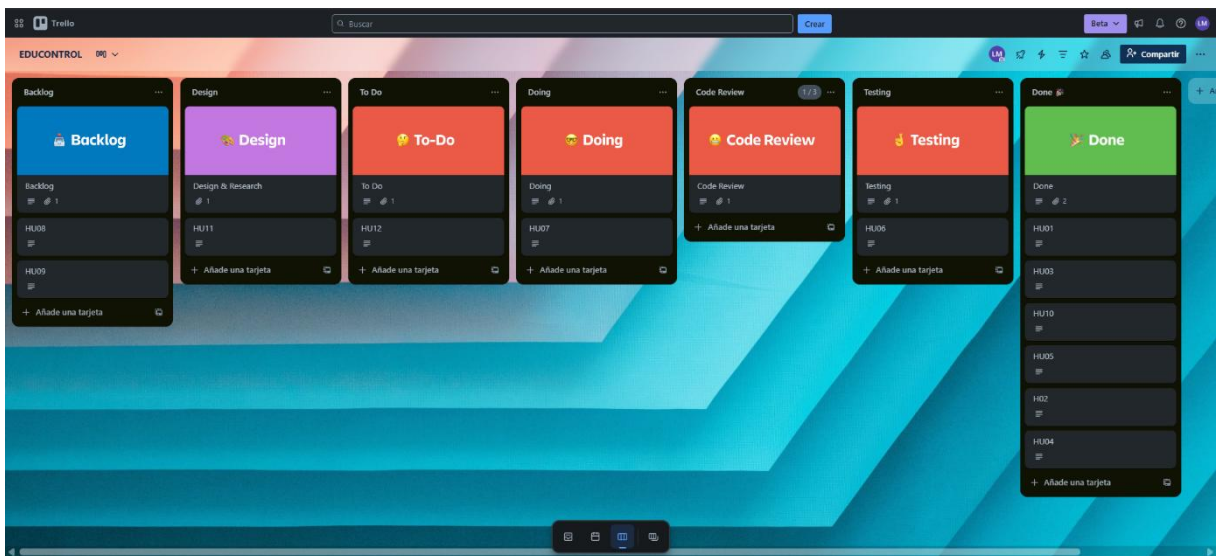 Trello
Buscar
Crear
Beta
LM
EDUCONTROL
LM
Compartir
Backlog
Backlog
Backlog
1
HU08
HU09
+ Añade una tarjeta
Design
Design
Design & Research
1
HU11
+ Añade una tarjeta
To Do
To-Do
To Do
1
HU12
+ Añade una tarjeta
Doing
Doing
Doing
1
HU07
+ Añade una tarjeta
Code Review
1 / 3
Code Review
Code Review
1
+ Añade una tarjeta
Testing
Testing
Testing
1
HU06
+ Añade una tarjeta
Done
Done
Done
2
HU01
HU03
HU10
HU05
H02
HU04
+ Añade una tarjeta